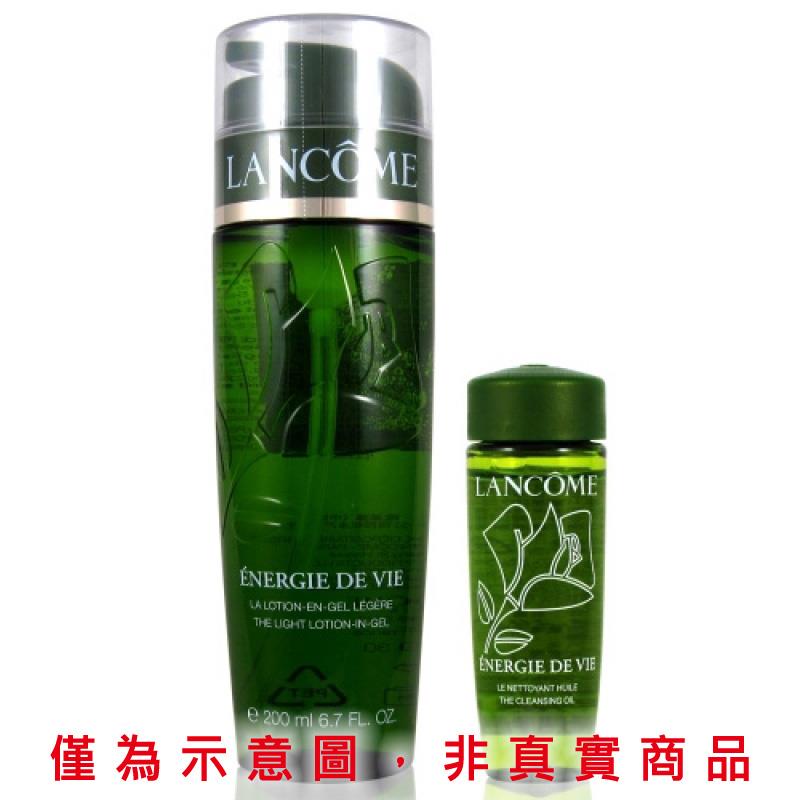 LANCÔME
ÉNERGIE DE VIE
LA LOTION-EN-GEL LÉGÈRE
THE LIGHT LOTION-IN-GEL
PET
e 200 ml 6.7 FL. OZ.
LANCÔME
ÉNERGIE DE VIE
LE NETTOYANT HUILE
THE CLEANSING OIL
僅為示意圖，非真實商品